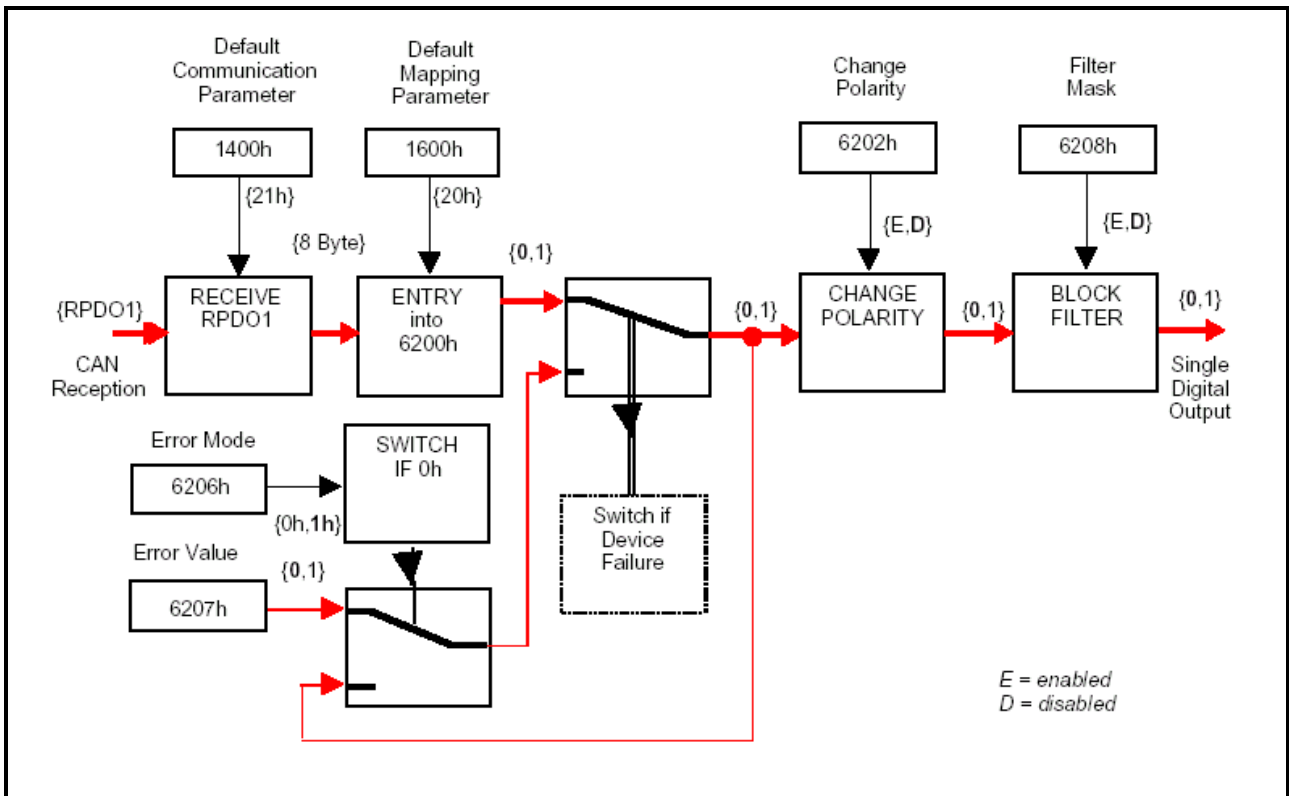 Default
Communication
Parameter
Default
Mapping
Parameter
Change
Polarity
Filter
Mask
1400h
1600h
6202h
6208h
{21h}
{20h}
{E,D}
{E,D}
{8 Byte}
{0,1}
{RPDO1}
CAN
Reception
RECEIVE
RPDO1
ENTRY
into
6200h
{0,1}
CHANGE
POLARITY
{0,1}
BLOCK
FILTER
{0,1}
Single
Digital
Output
Error Mode
6206h
{0h,1h}
SWITCH
IF 0h
Switch if
Device
Failure
Error Value
6207h
{0,1}
E = enabled
D = disabled